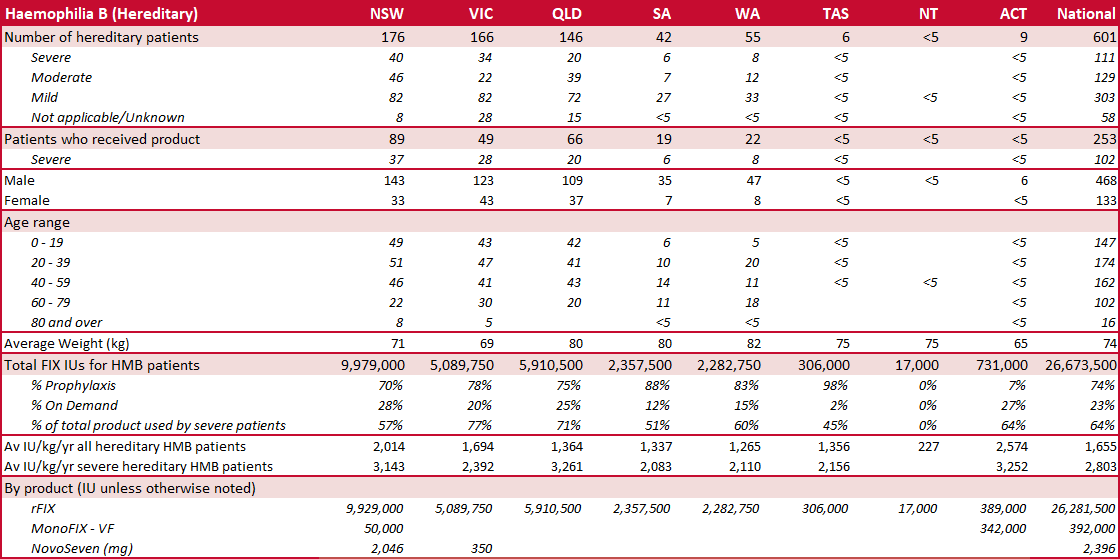 Haemophilia B (Hereditary) NSW VIC QLD SA WA TAS NT ACT National
Number of hereditary patients 176 166 146 42 55 6 <5 9 601
Severe 40 34 20 6 8 <5 <5 111
Moderate 46 22 39 7 12 <5 <5 129
Mild 82 82 72 27 33 <5 <5 <5 303
Not applicable/Unknown 8 28 15 <5 <5 <5 <5 58
Patients who received product 89 49 66 19 22 <5 <5 <5 253
Severe 37 28 20 6 8 <5 <5 102
Male 143 123 109 35 47 <5 <5 6 468
Female 33 43 37 7 8 <5 <5 133
Age range
0 - 19 49 43 42 6 5 <5 <5 147
20 - 39 51 47 41 10 20 <5 <5 174
40 - 59 46 41 43 14 11 <5 <5 <5 162
60 - 79 22 30 20 11 18 <5 102
80 and over 8 5 <5 <5 <5 16
Average Weight (kg) 71 69 80 80 82 75 75 65 74
Total FIX IUs for HMB patients 9,979,000 5,089,750 5,910,500 2,357,500 2,282,750 306,000 17,000 731,000 26,673,500
% Prophylaxis 70% 78% 75% 88% 83% 98% 0% 7% 74%
% On Demand 28% 20% 25% 12% 15% 2% 0% 27% 23%
% of total product used by severe patients 57% 77% 71% 51% 60% 45% 0% 64% 64%
Av IU/kg/yr all hereditary HMB patients 2,014 1,694 1,364 1,337 1,265 1,356 227 2,574 1,655
Av IU/kg/yr severe hereditary HMB patients 3,143 2,392 3,261 2,083 2,110 2,156 3,252 2,803
By product (IU unless otherwise noted)
rFIX 9,929,000 5,089,750 5,910,500 2,357,500 2,282,750 306,000 17,000 389,000 26,281,500
MonoFIX - VF 50,000 342,000 392,000
NovoSeven (mg) 2,046 350 2,396